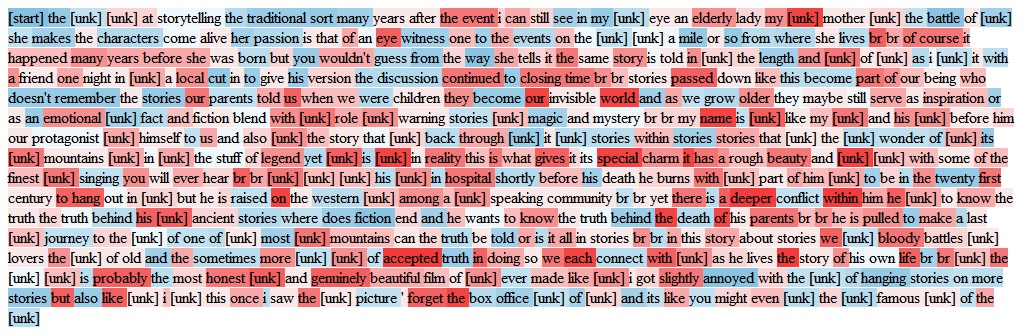 [start] the [unk] [unk] at storytelling the traditional sort many years after the event i can still see in my [unk] eye an elderly lady my [unk] mother [unk] the battle of [unk]
she makes the characters come alive her passion is that of an eye witness one to the events on the [unk] [unk] a mile or so from where she lives br br of course it
happened many years before she was born but you wouldn't guess from the way she tells it the same story is told in [unk] the length and [unk] of [unk] as i [unk] it with
a friend one night in [unk] a local cut in to give his version the discussion continued to closing time br br stories passed down like this become part of our being who
doesn't remember the stories our parents told us when we were children they become our invisible world and as we grow older they maybe still serve as inspiration or
as an emotional [unk] fact and fiction blend with [unk] role [unk] warning stories [unk] magic and mystery br br my name is [unk] like my [unk] and his [unk] before him
our protagonist [unk] himself to us and also [unk] the story that [unk] back through [unk] it [unk] stories within stories stories that [unk] the [unk] wonder of [unk] its
[unk] mountains [unk] in [unk] the stuff of legend yet [unk] is [unk] in reality this is what gives it its special charm it has a rough beauty and [unk] [unk] with some of the
finest [unk] singing you will ever hear br br [unk] [unk] [unk] his [unk] in hospital shortly before his death he burns with [unk] part of him [unk] to be in the twenty first
century to hang out in [unk] but he is raised on the western [unk] among a [unk] speaking community br br yet there is a deeper conflict within him he [unk] to know the
truth the truth behind his [unk] ancient stories where does fiction end and he wants to know the truth behind the death of his parents br br he is pulled to make a last
[unk] journey to the [unk] of one of [unk] most [unk] mountains can the truth be told or is it all in stories br br in this story about stories we [unk] bloody battles [unk]
lovers the [unk] of old and the sometimes more [unk] [unk] of accepted truth in doing so we each connect with [unk] as he lives the story of his own life br br [unk] the
[unk] [unk] is probably the most honest [unk] and genuinely beautiful film of [unk] ever made like [unk] i got slightly annoyed with the [unk] of hanging stories on more
stories but also like [unk] i [unk] this once i saw the [unk] picture ' forget the box office [unk] of [unk] and its like you might even [unk] the [unk] famous [unk] of the
[unk]